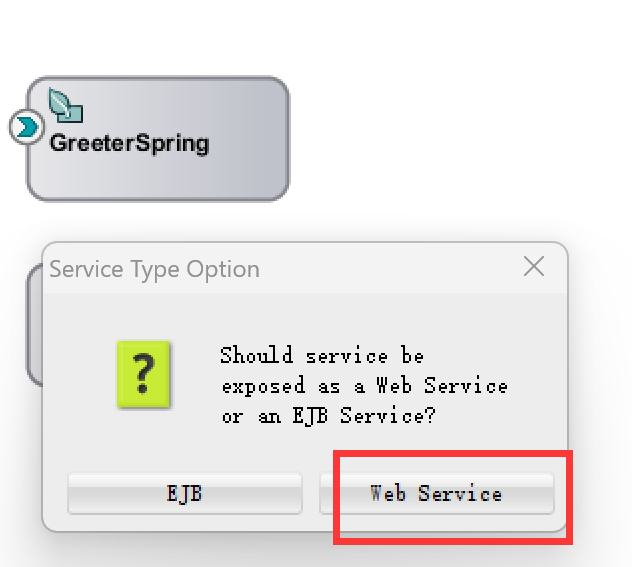 GreeterSpring
Service Type Option
Should service be
exposed as a Web Service
or an EJB Service?
EJB
Web Service